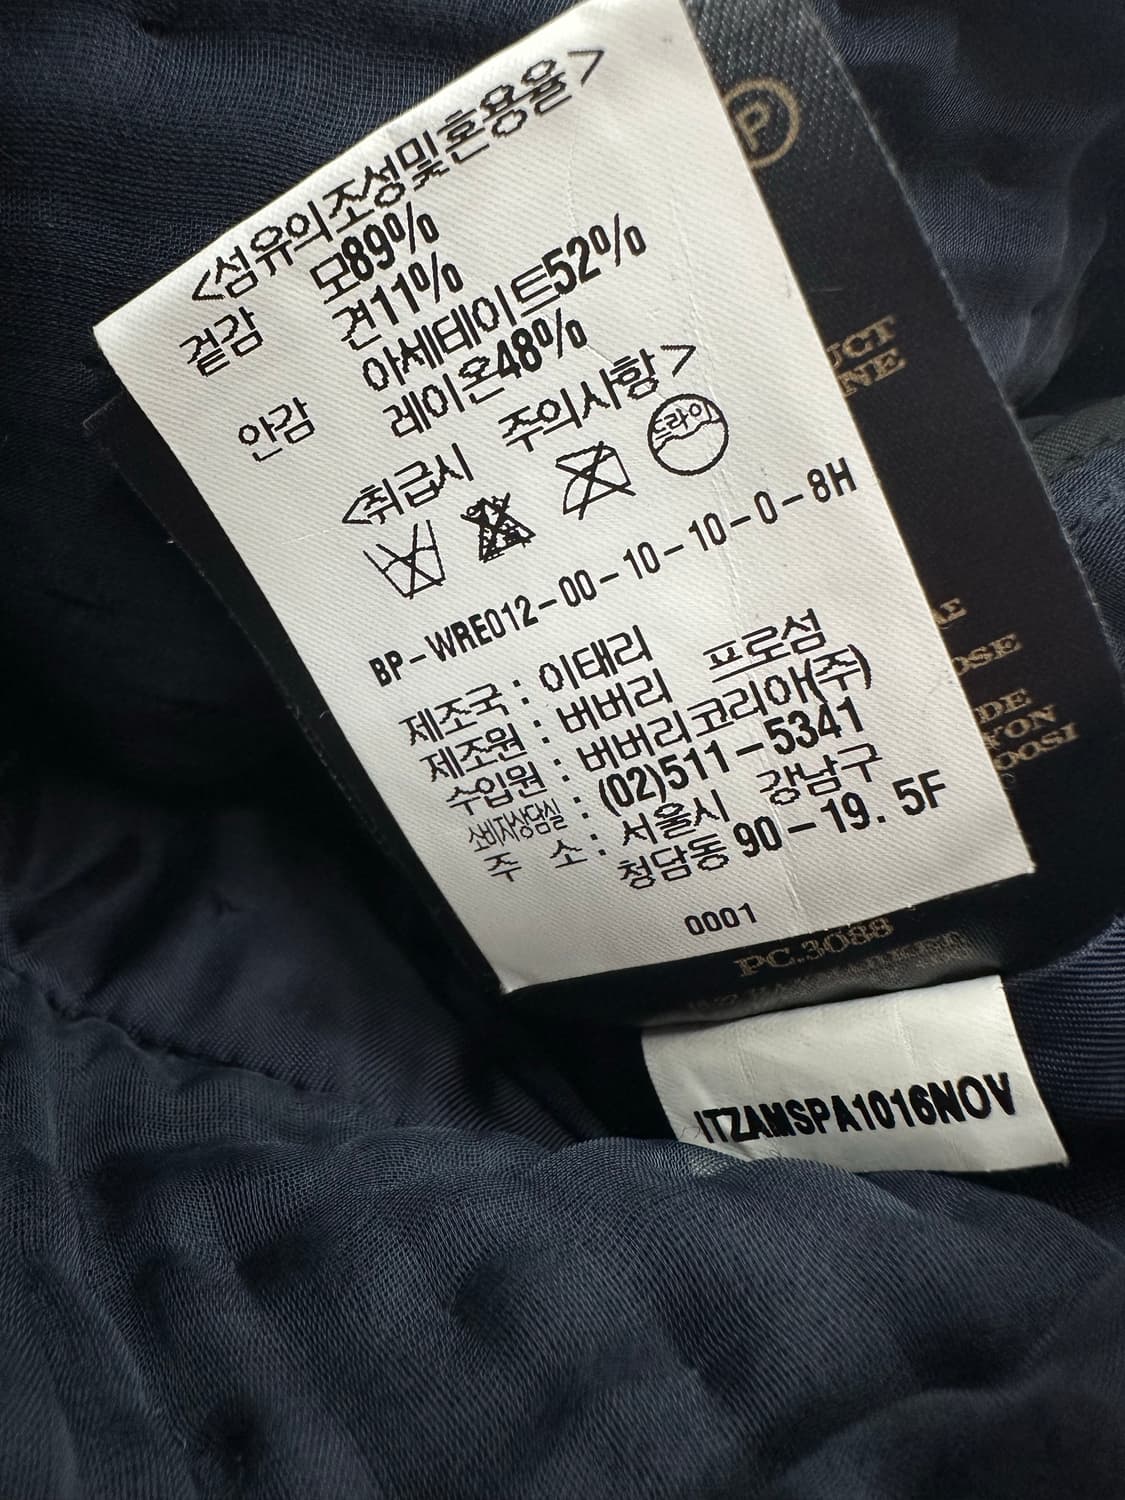 <섬유의조성및혼용율>
겉감 모89%
견11%
안감 아세테이트52%
레이온48%
<취급시 주의사항>
드라이
BP-WRE012-00-10-10-0-8H
제조국 : 이태리
제조원 : 버버리 프로섬
수입원 : 버버리코리아(주)
소비자상담실 : (02)511-5341
주 소 : 서울시 강남구
청담동 90-19. 5F
0001
P
PC.3088
ITZAMSPA1016NOV